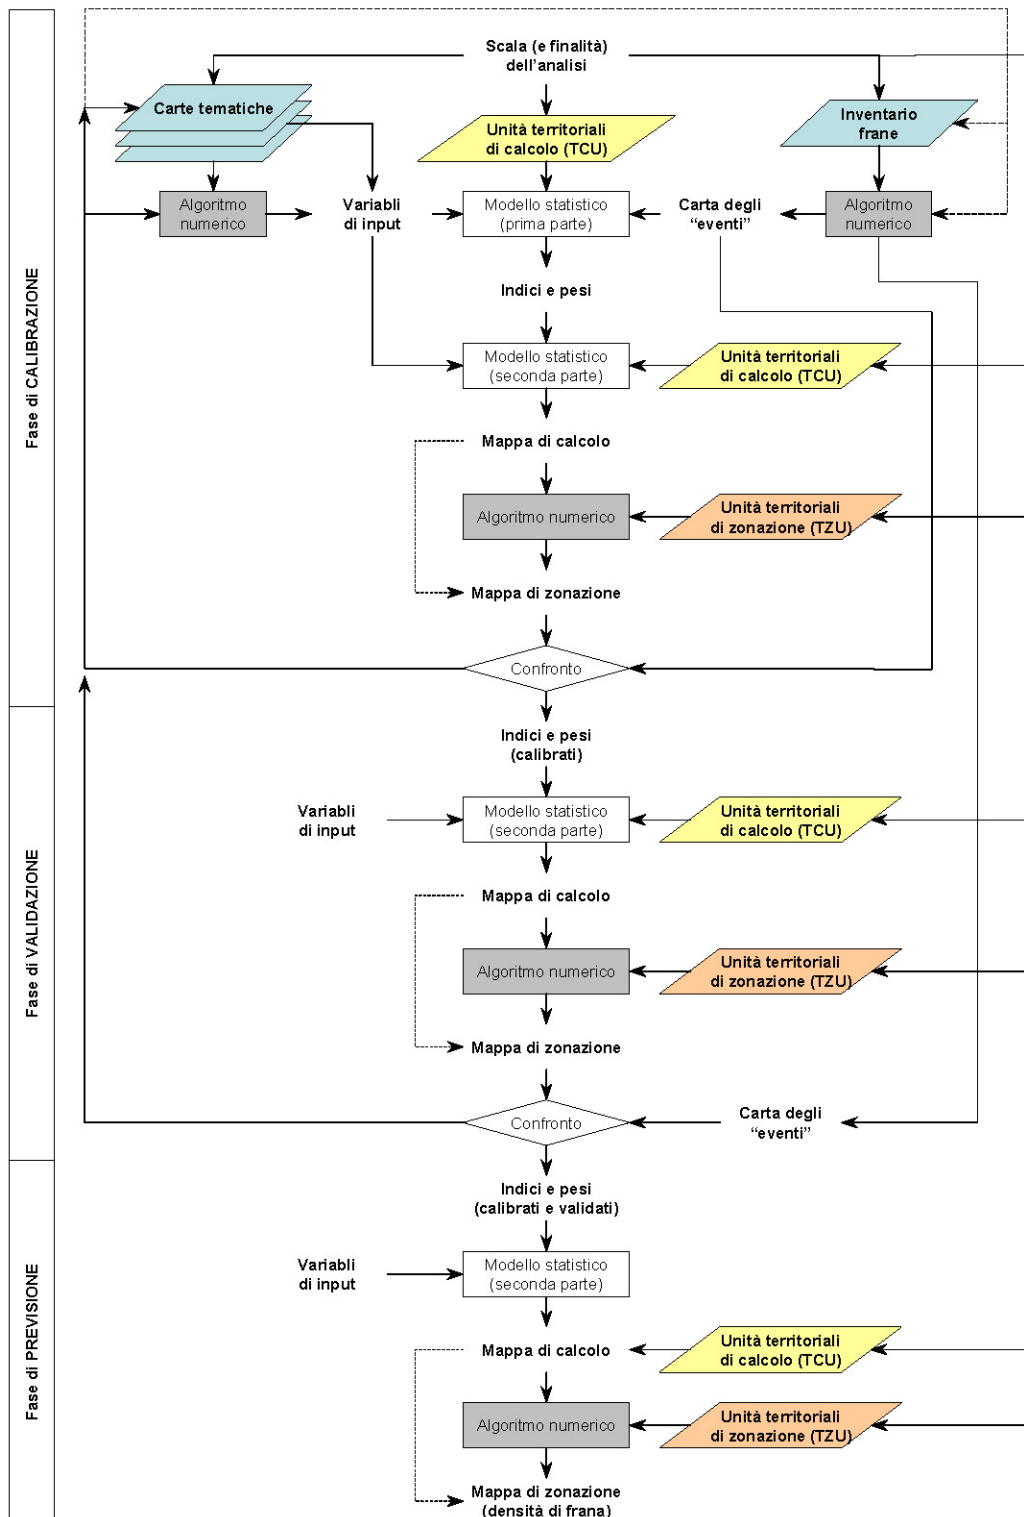 Fase di CALIBRAZIONE
Scala (e finalità)
dell'analisi
Carte tematiche
Unità territoriali
di calcolo (TCU)
Inventario
frane
Algoritmo
numerico
Variabli
di input
Modello statistico
(prima parte)
Carta degli
“eventi”
Algoritmo
numerico
Indici e pesi
Modello statistico
(seconda parte)
Unità territoriali
di calcolo (TCU)
Mappa di calcolo
Algoritmo numerico
Unità territoriali
di zonazione (TZU)
Mappa di zonazione
Confronto
Fase di VALIDAZIONE
Indici e pesi
(calibrati)
Variabli
di input
Modello statistico
(seconda parte)
Unità territoriali
di calcolo (TCU)
Mappa di calcolo
Algoritmo numerico
Unità territoriali
di zonazione (TZU)
Mappa di zonazione
Confronto
Carta degli
“eventi”
Fase di PREVISIONE
Indici e pesi
(calibrati e validati)
Variabli
di input
Modello statistico
(seconda parte)
Mappa di calcolo
Unità territoriali
di calcolo (TCU)
Algoritmo numerico
Unità territoriali
di zonazione (TZU)
Mappa di zonazione
(densità di frana)